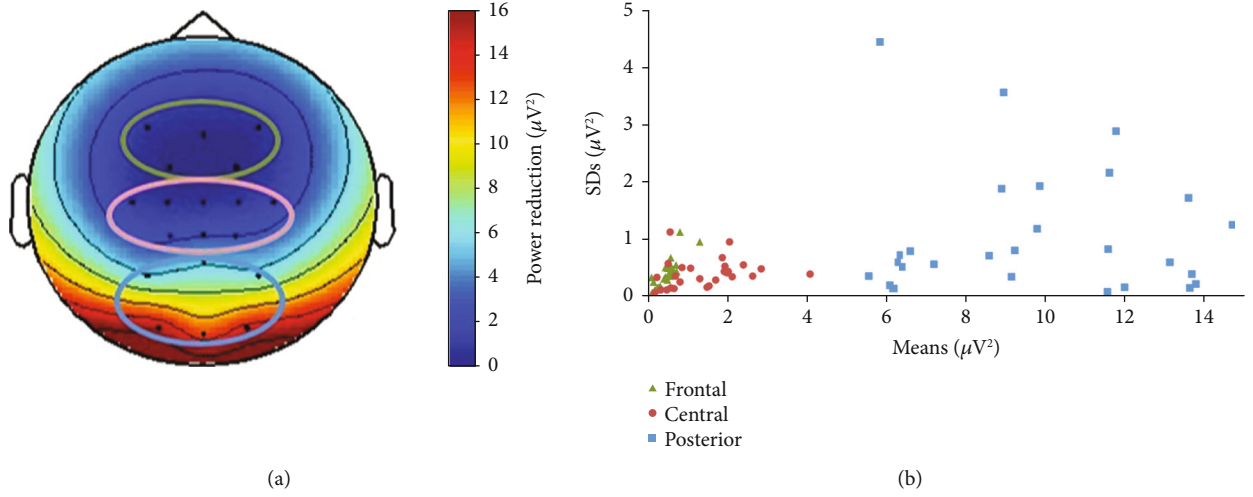 16
14
12
10
8
6
4
2
0
Power reduction (μV²)
5
4
3
2
1
0
SDs (μV²)
0 2 4 6 8 10 12 14
Means (μV²)
Frontal
Central
Posterior
(a)
(b)